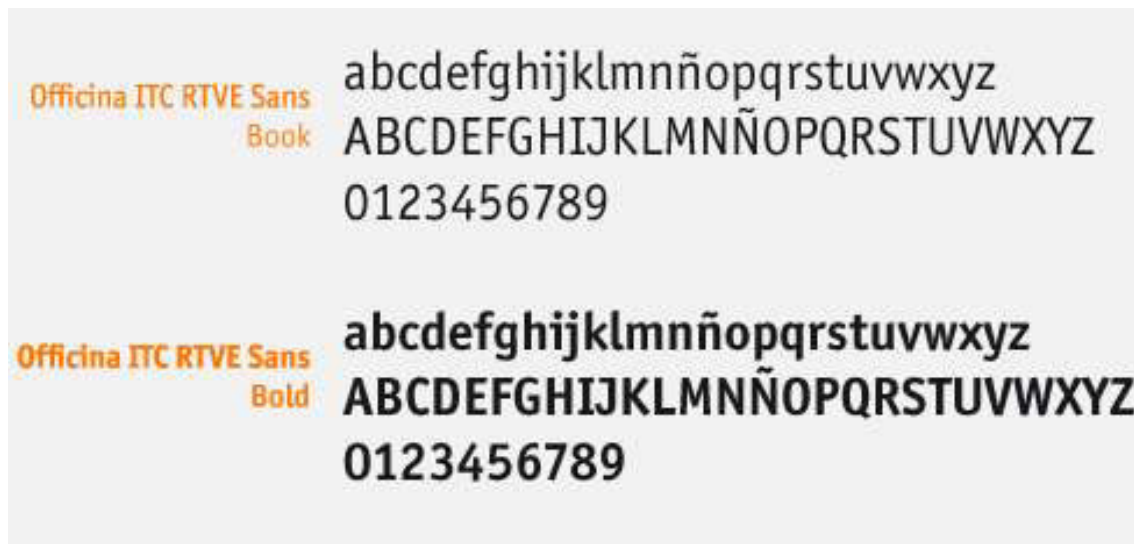 Officina ITC RTVE Sans
Book
abcdefghijklmnñopqrstuvwxyz
ABCDEFGHIJKLMNÑOPQRSTUVWXYZ
0123456789
Officina ITC RTVE Sans
Bold
abcdefghijklmnñopqrstuvwxyz
ABCDEFGHIJKLMNÑOPQRSTUVWXYZ
0123456789